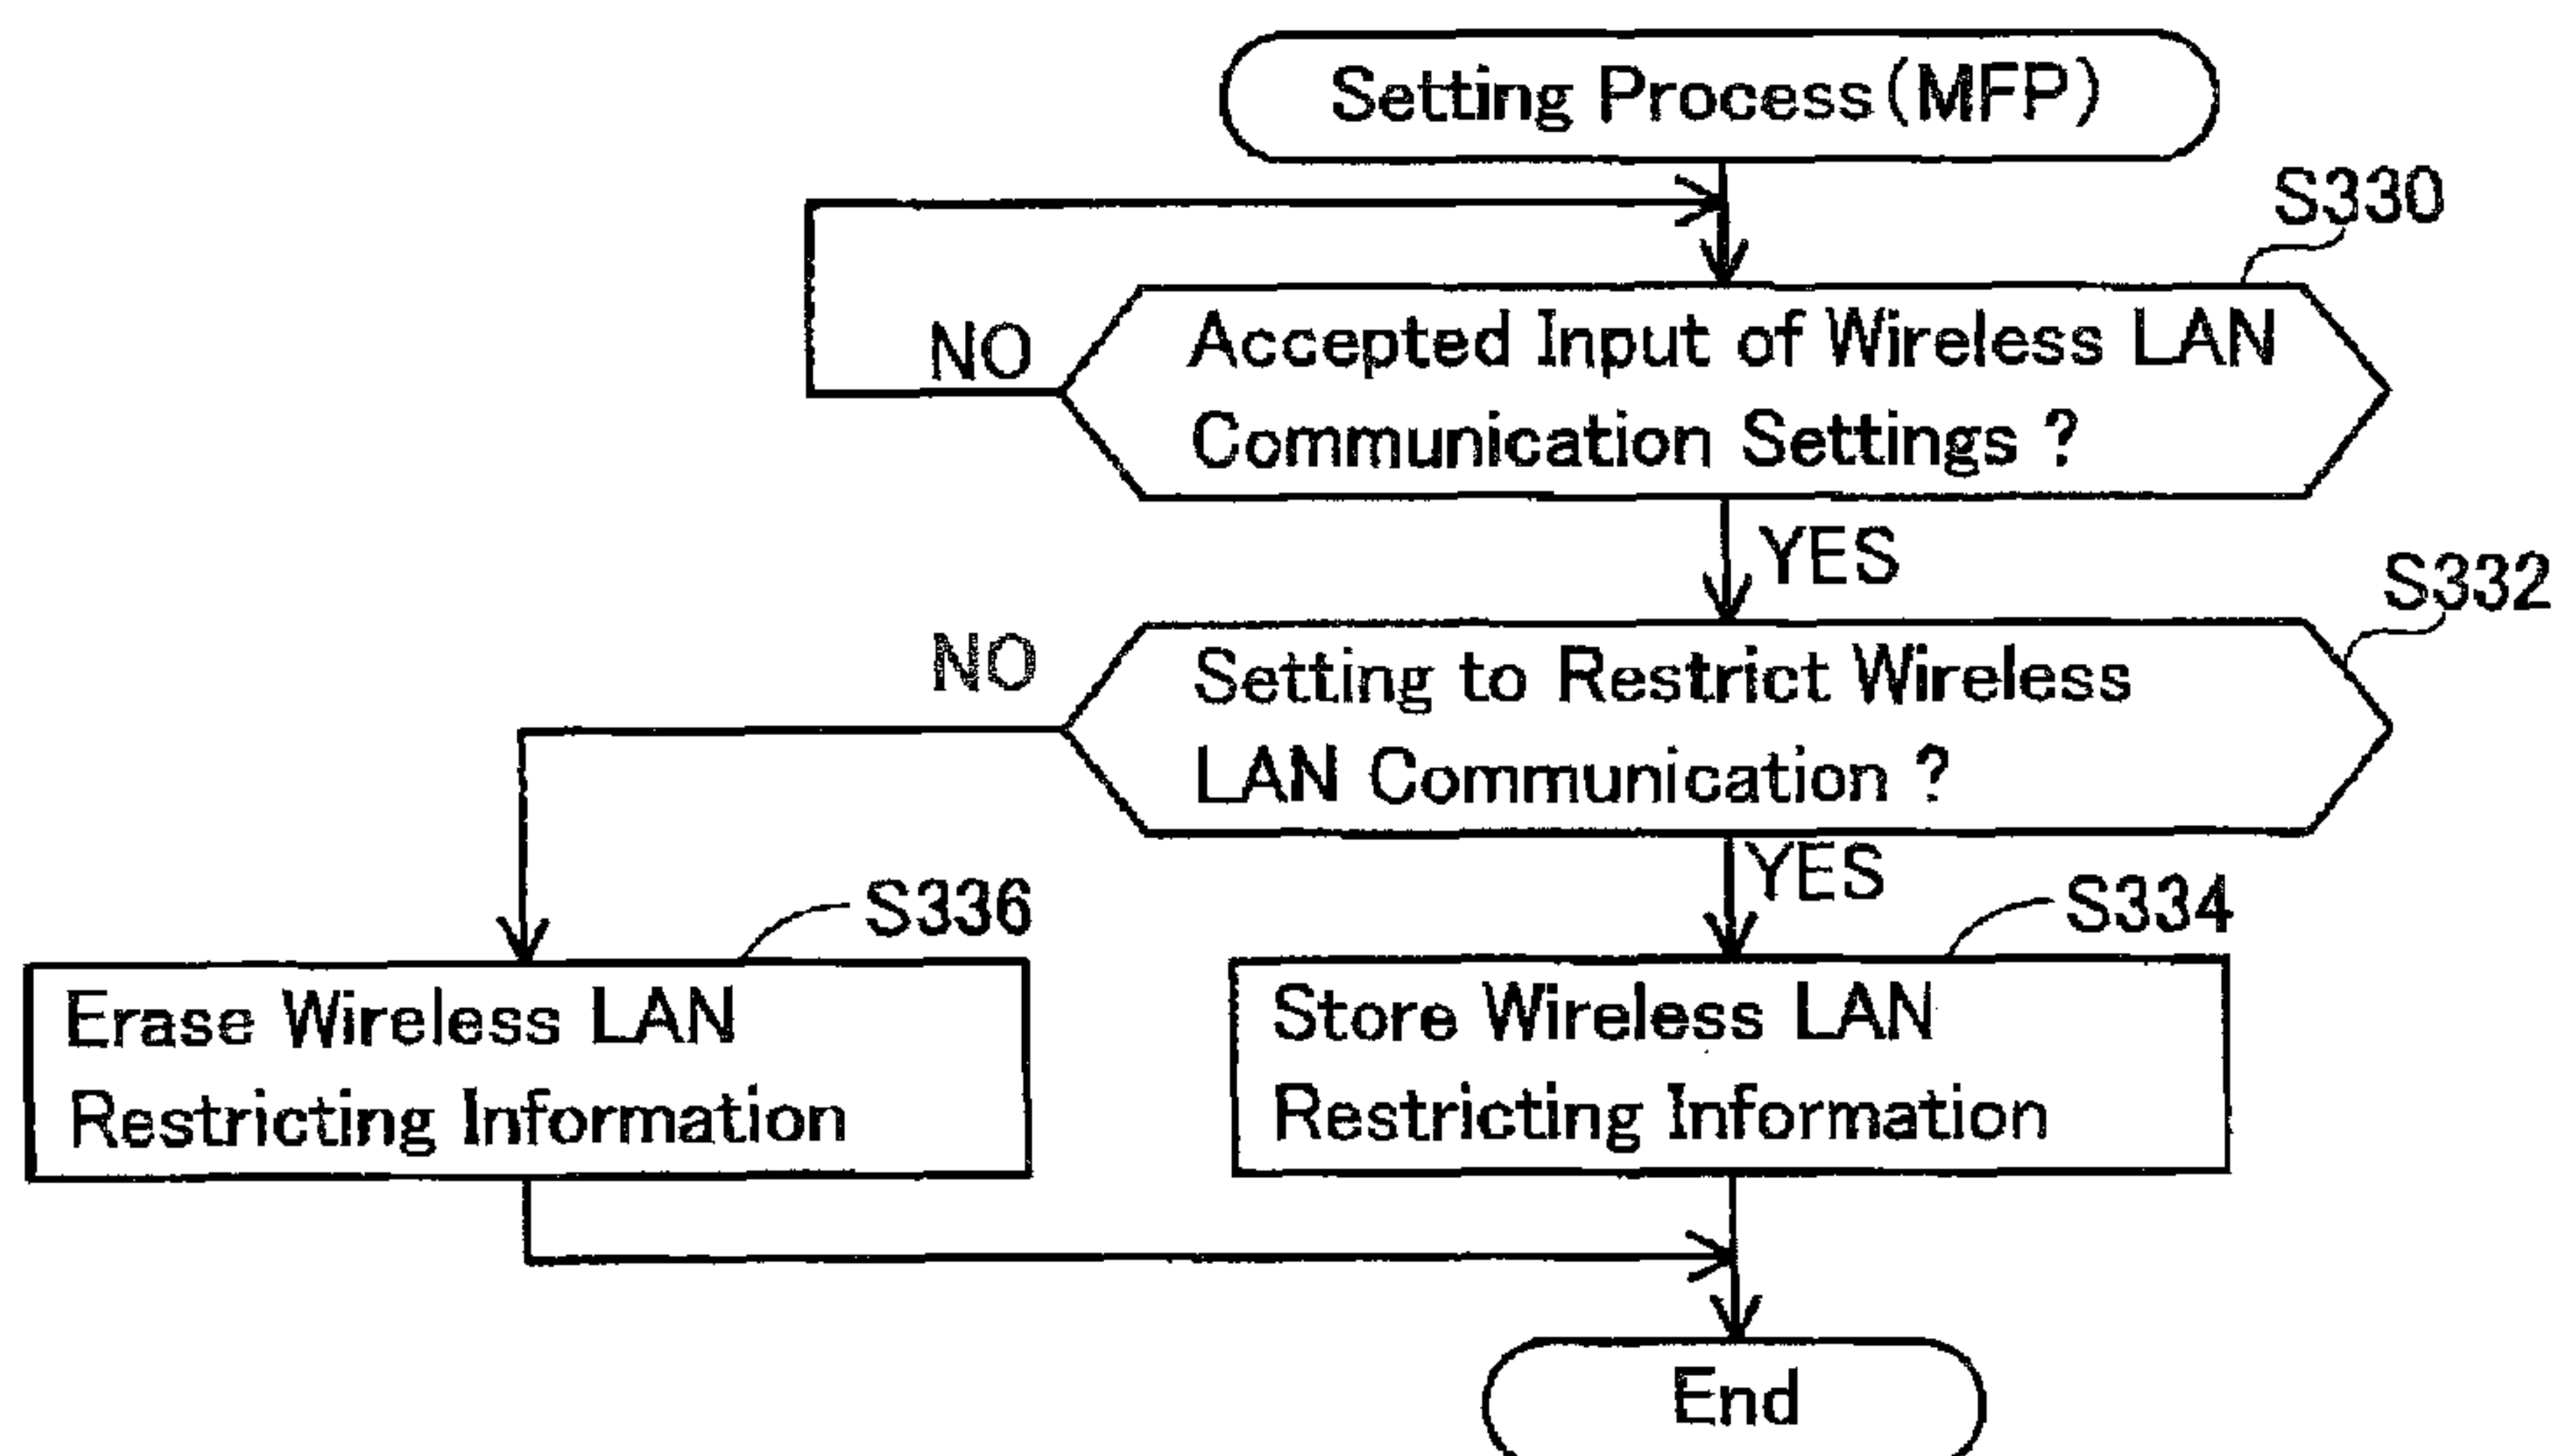 Setting Process(MFP)
S330
NO
Accepted Input of Wireless LAN
Communication Settings ?
YES
S332
NO
Setting to Restrict Wireless
LAN Communication ?
YES
S336
S334
Erase Wireless LAN
Restricting Information
Store Wireless LAN
Restricting Information
End